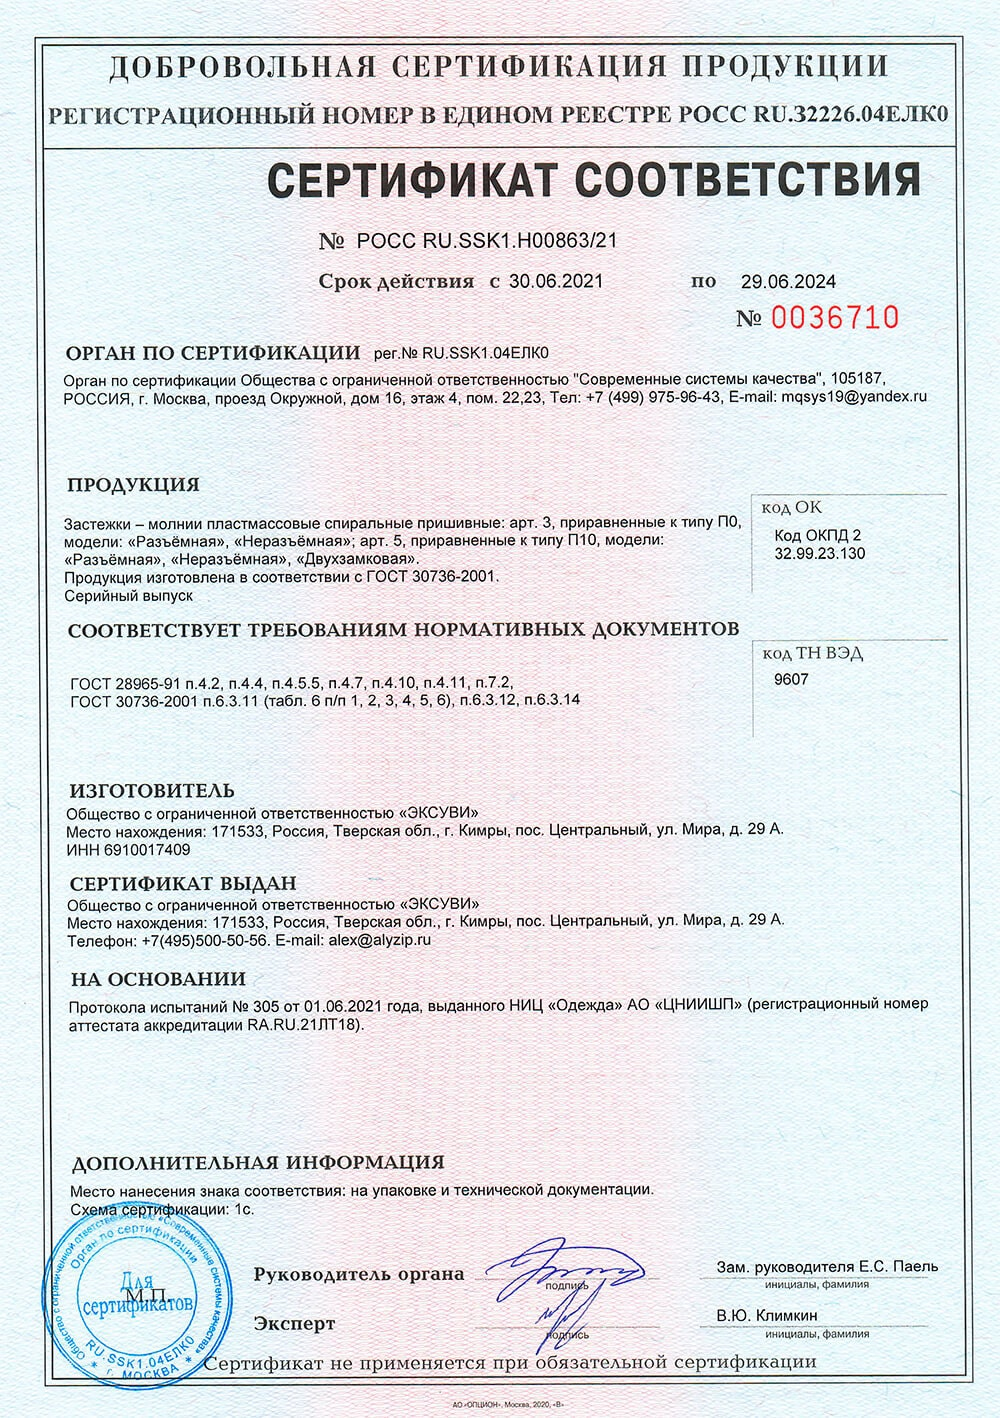 ДОБРОВОЛЬНАЯ СЕРТИФИКАЦИЯ ПРОДУКЦИИ
РЕГИСТРАЦИОННЫЙ НОМЕР В ЕДИНОМ РЕЕСТРЕ РОСС RU.32226.04ЕЛК0
СЕРТИФИКАТ СООТВЕТСТВИЯ
№ РОСС RU.SSK1.H00863/21
Срок действия с 30.06.2021 по 29.06.2024
№ 0036710
ОРГАН ПО СЕРТИФИКАЦИИ рег.№ RU.SSK1.04ЕЛК0
Орган по сертификации Общества с ограниченной ответственностью "Современные системы качества", 105187,
РОССИЯ, г. Москва, проезд Окружной, дом 16, этаж 4, пом. 22,23, Тел: +7 (499) 975-96-43, E-mail: mqsys19@yandex.ru
ПРОДУКЦИЯ
Застежки – молнии пластмассовые спиральные пришивные: арт. 3, приравненные к типу П0,
модели: «Разъёмная», «Неразъёмная»; арт. 5, приравненные к типу П10, модели:
«Разъёмная», «Неразъёмная», «Двухзамковая».
Продукция изготовлена в соответствии с ГОСТ 30736-2001.
Серийный выпуск
код ОК
Код ОКПД 2
32.99.23.130
СООТВЕТСТВУЕТ ТРЕБОВАНИЯМ НОРМАТИВНЫХ ДОКУМЕНТОВ
ГОСТ 28965-91 п.4.2, п.4.4, п.4.5.5, п.4.7, п.4.10, п.4.11, п.7.2,
ГОСТ 30736-2001 п.6.3.11 (табл. 6 п/п 1, 2, 3, 4, 5, 6), п.6.3.12, п.6.3.14
код ТН ВЭД
9607
ИЗГОТОВИТЕЛЬ
Общество с ограниченной ответственностью «ЭКСУВИ»
Место нахождения: 171533, Россия, Тверская обл., г. Кимры, пос. Центральный, ул. Мира, д. 29 А.
ИНН 6910017409
СЕРТИФИКАТ ВЫДАН
Общество с ограниченной ответственностью «ЭКСУВИ»
Место нахождения: 171533, Россия, Тверская обл., г. Кимры, пос. Центральный, ул. Мира, д. 29 А.
Телефон: +7(495)500-50-56. E-mail: alex@alyzip.ru
НА ОСНОВАНИИ
Протокола испытаний № 305 от 01.06.2021 года, выданного НИЦ «Одежда» АО «ЦНИИШП» (регистрационный номер
аттестата аккредитации RA.RU.21ЛТ18).
ДОПОЛНИТЕЛЬНАЯ ИНФОРМАЦИЯ
Место нанесения знака соответствия: на упаковке и технической документации.
Схема сертификации: 1с.
Общество с ограниченной ответственностью «Современные системы качества»
Орган по сертификации
Для
сертификатов
М.П.
RU.SSK1.04ЕЛК0
* г. МОСКВА *
Руководитель органа
подпись
Зам. руководителя Е.С. Паель
инициалы, фамилия
Эксперт
подпись
В.Ю. Климкин
инициалы, фамилия
Сертификат не применяется при обязательной сертификации
АО «ОПЦИОН», Москва, 2020, «В»